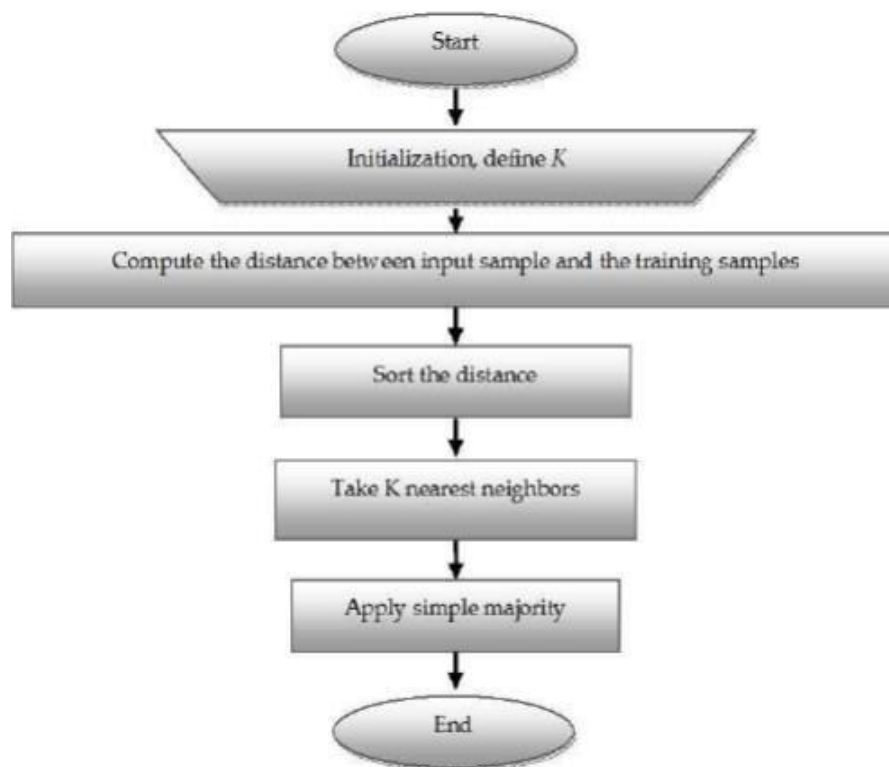 Start
Initialization, define K
Compute the distance between input sample and the training samples
Sort the distance
Take K nearest neighbors
Apply simple majority
End